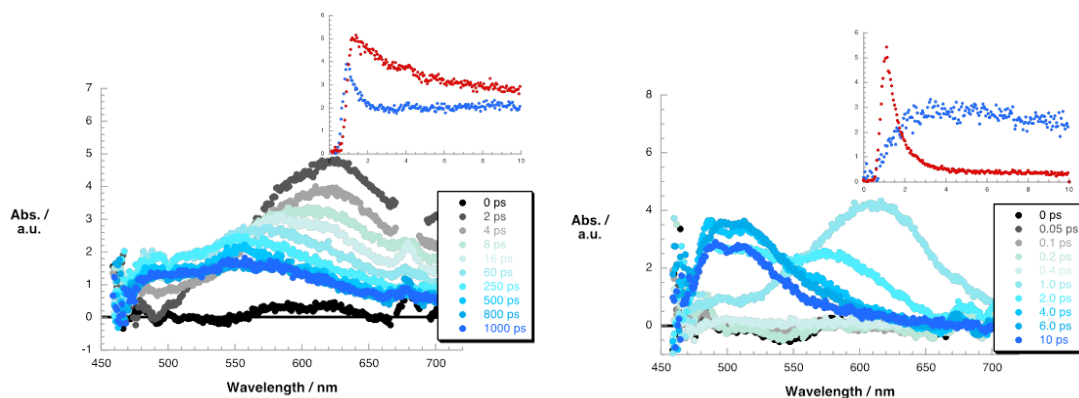 6
5
4
3
2
1
0
0
2
4
6
8
10
7
6
5
4
3
2
1
0
-1
Abs. /
a.u.
450
500
550
600
650
700
Wavelength / nm
0 ps
2 ps
4 ps
8 ps
16 ps
60 ps
250 ps
500 ps
800 ps
1000 ps
6
5
4
3
2
1
0
0
2
4
6
8
10
8
6
4
2
0
Abs. /
a.u.
450
500
550
600
650
700
Wavelength / nm
0 ps
0.05 ps
0.1 ps
0.2 ps
0.4 ps
1.0 ps
2.0 ps
4.0 ps
6.0 ps
10 ps